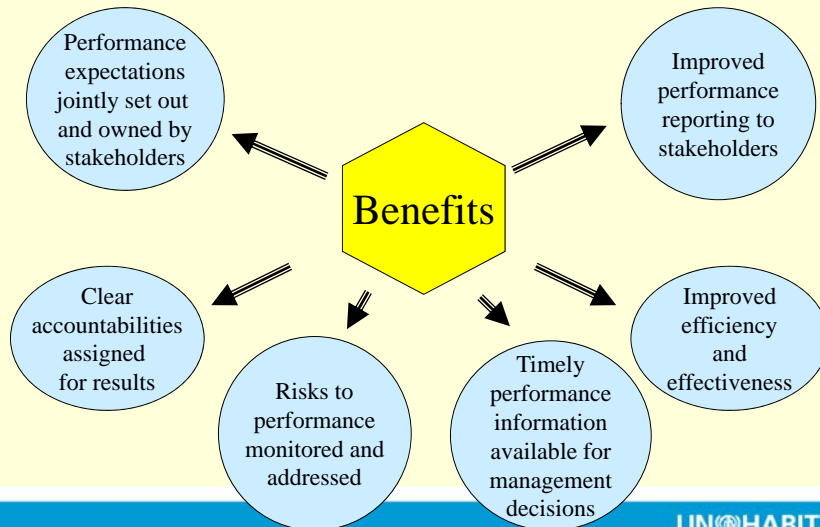 Performance
expectations
jointly set out
and owned by
stakeholders
Improved
performance
reporting to
stakeholders
Benefits
Clear
accountabilities
assigned
for results
Risks to
performance
monitored and
addressed
Timely
performance
information
available for
management
decisions
Improved
efficiency
and
effectiveness